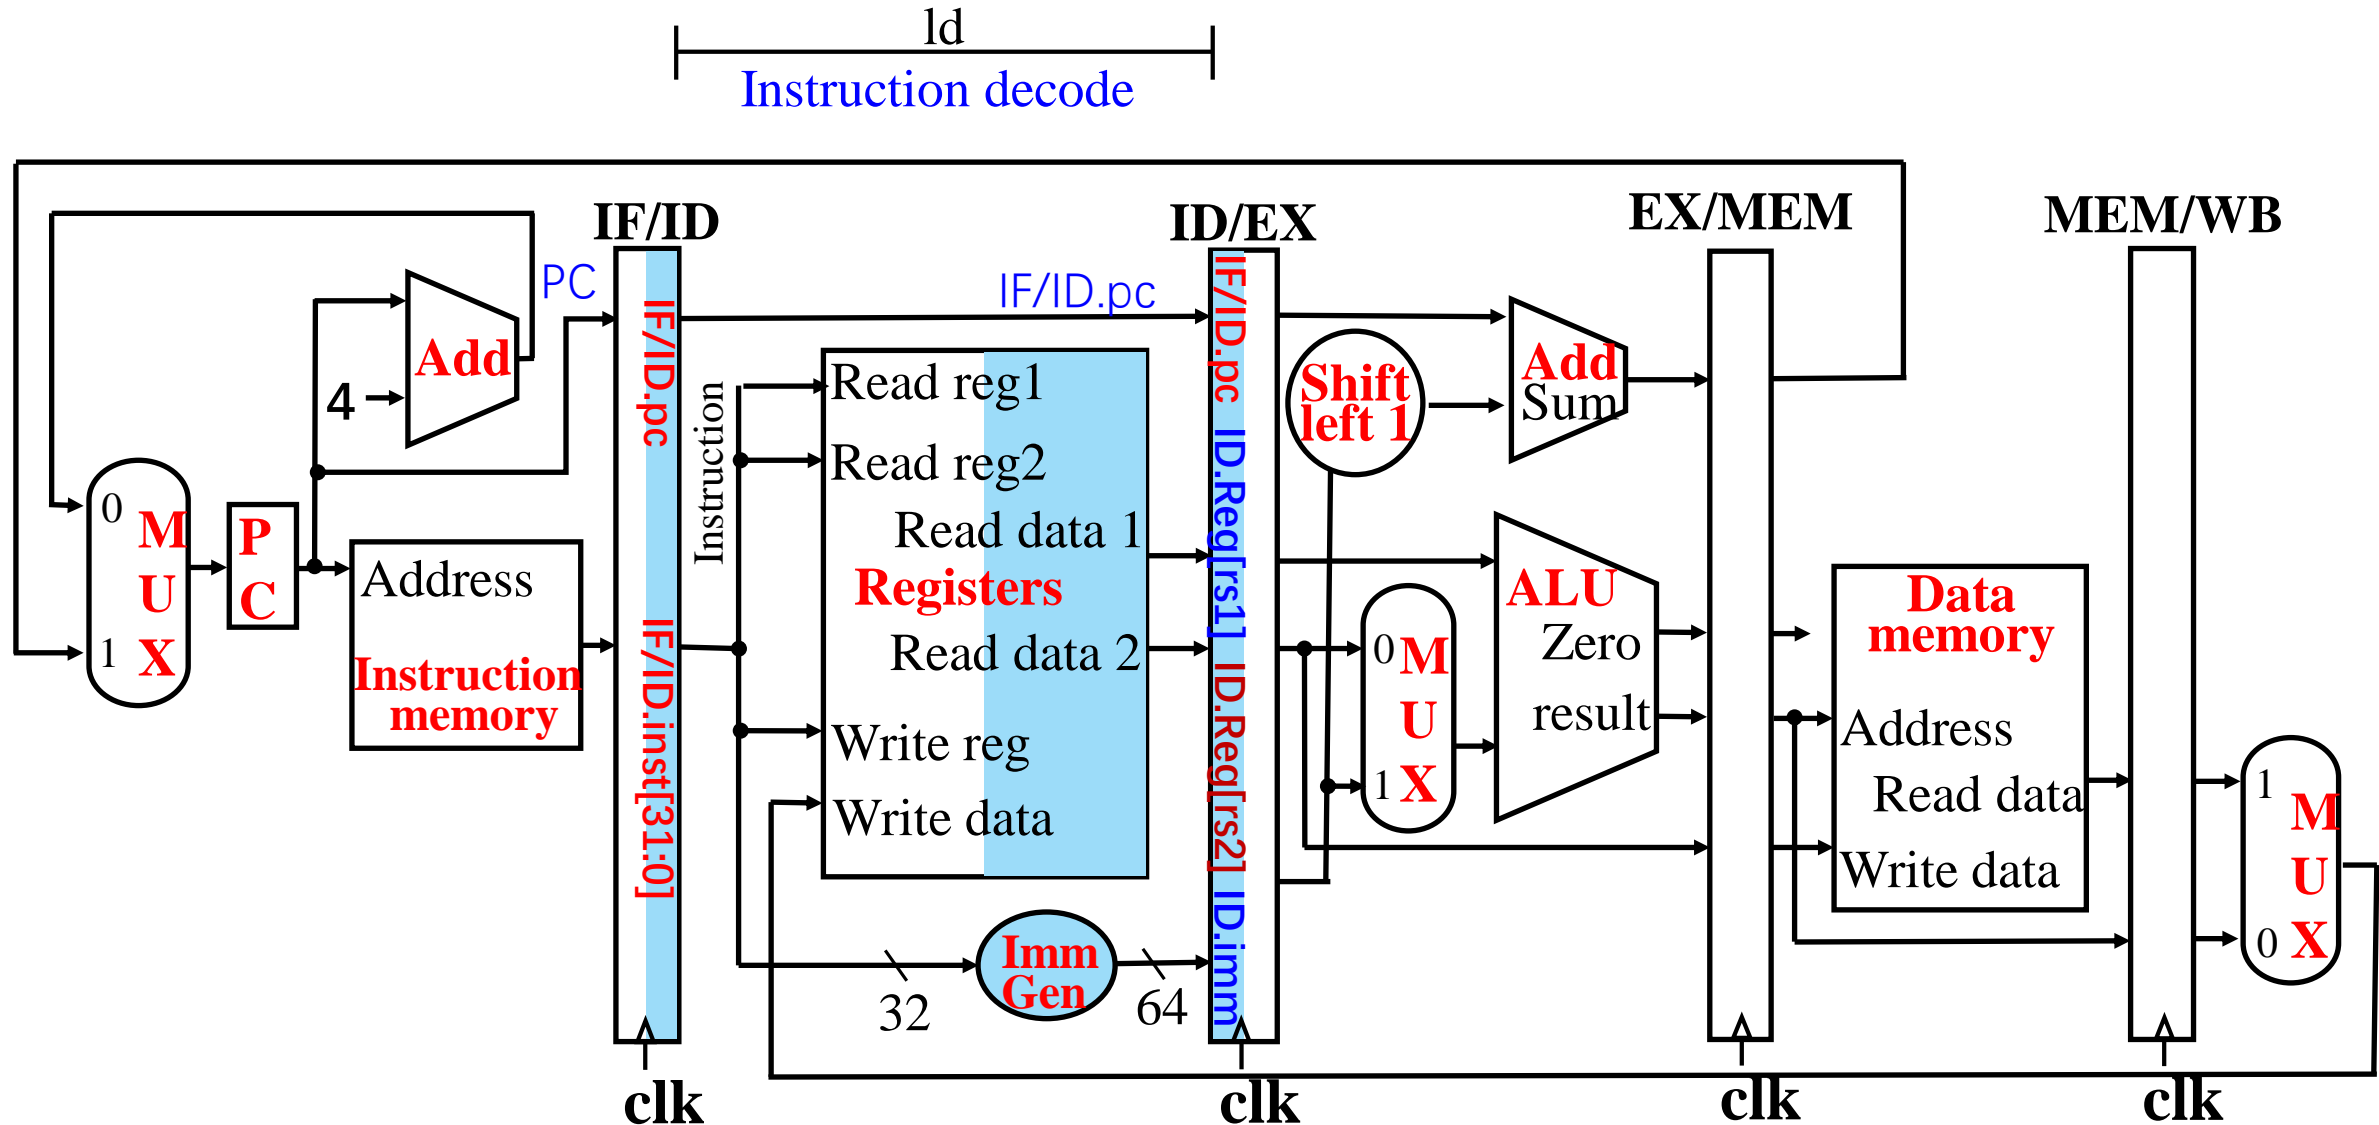 ld
Instruction decode
IF/ID
ID/EX
EX/MEM
MEM/WB
PC
IF/ID.pc
IF/ID.pc
IF/ID.pc
Add
4
Shift
left 1
Add
Sum
Instruction
Read reg1
Read reg2
Read data 1
Registers
Read data 2
Write reg
Write data
0
M
U
X
1
P
C
Address
Instruction
memory
IF/ID.inst[31:0]
ID.Reg[rs1]
ID.Reg[rs2]
ID.imm
0
M
U
X
1
ALU
Zero
result
Data
memory
Address
Read data
Write data
1
M
U
X
0
Imm
Gen
32
64
clk
clk
clk
clk